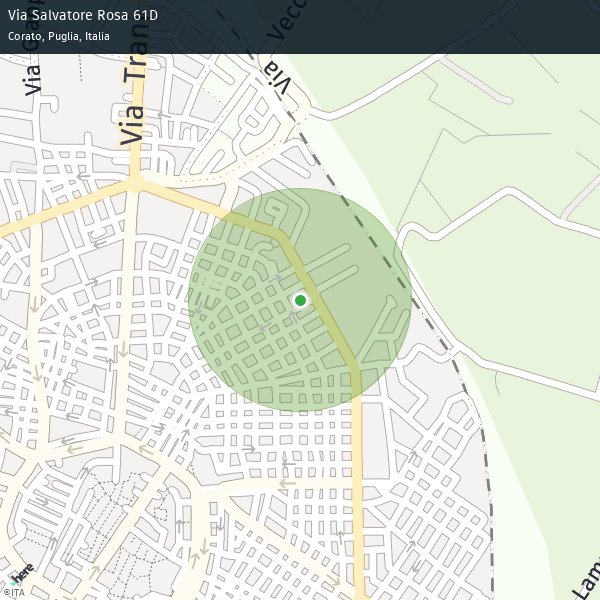 Via Salvatore Rosa 61D
Corato, Puglia, Italia
Via Tran
Via
Vecc
Via
Lam
here
©ITA